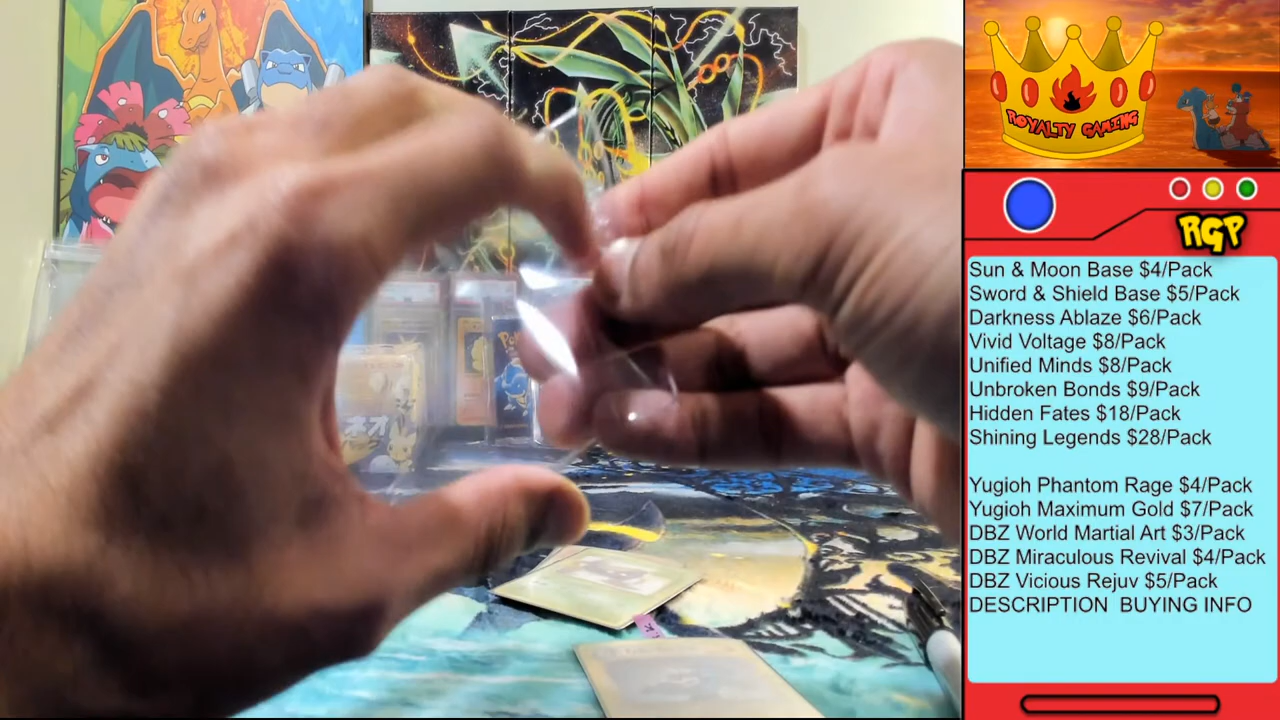 ROYALTY GAMING
RGP
Sun & Moon Base $4/Pack
Sword & Shield Base $5/Pack
Darkness Ablaze $6/Pack
Vivid Voltage $8/Pack
Unified Minds $8/Pack
Unbroken Bonds $9/Pack
Hidden Fates $18/Pack
Shining Legends $28/Pack
Yugioh Phantom Rage $4/Pack
Yugioh Maximum Gold $7/Pack
DBZ World Martial Art $3/Pack
DBZ Miraculous Revival $4/Pack
DBZ Vicious Rejuv $5/Pack
DESCRIPTION BUYING INFO